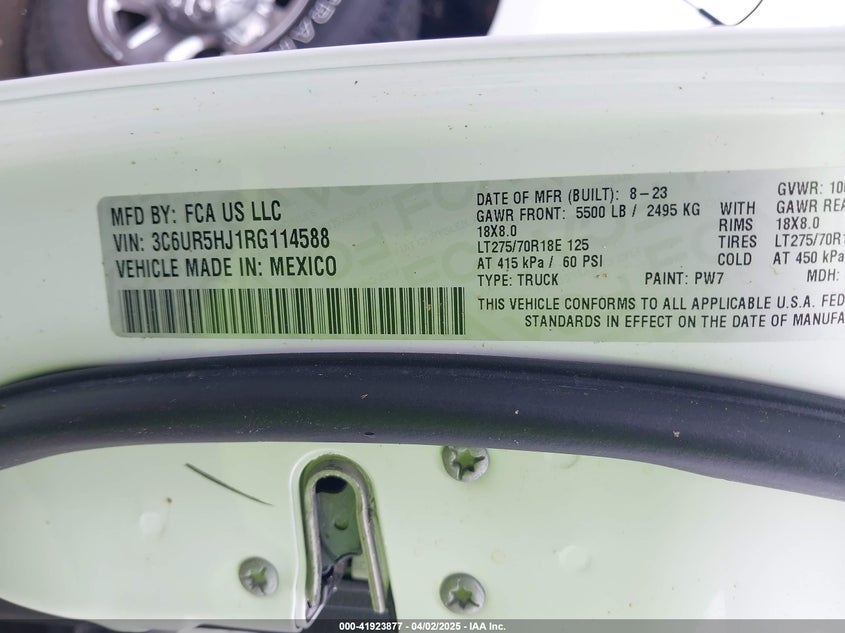 MFD BY: FCA US LLC
VIN: 3C6UR5HJ1RG114588
VEHICLE MADE IN: MEXICO
DATE OF MFR (BUILT): 8-23
GAWR FRONT: 5500 LB / 2495 KG WITH
18X8.0 RIMS
LT275/70R18E 125 TIRES
AT 415 kPa / 60 PSI COLD
TYPE: TRUCK PAINT: PW7 MDH:
GVWR:
GAWR
18X8.0
LT275/70R1
AT 450 kPa
THIS VEHICLE CONFORMS TO ALL APPLICABLE U.S.A. FED
STANDARDS IN EFFECT ON THE DATE OF MANUFA
000-41923877 - 04/02/2025 - IAA Inc.